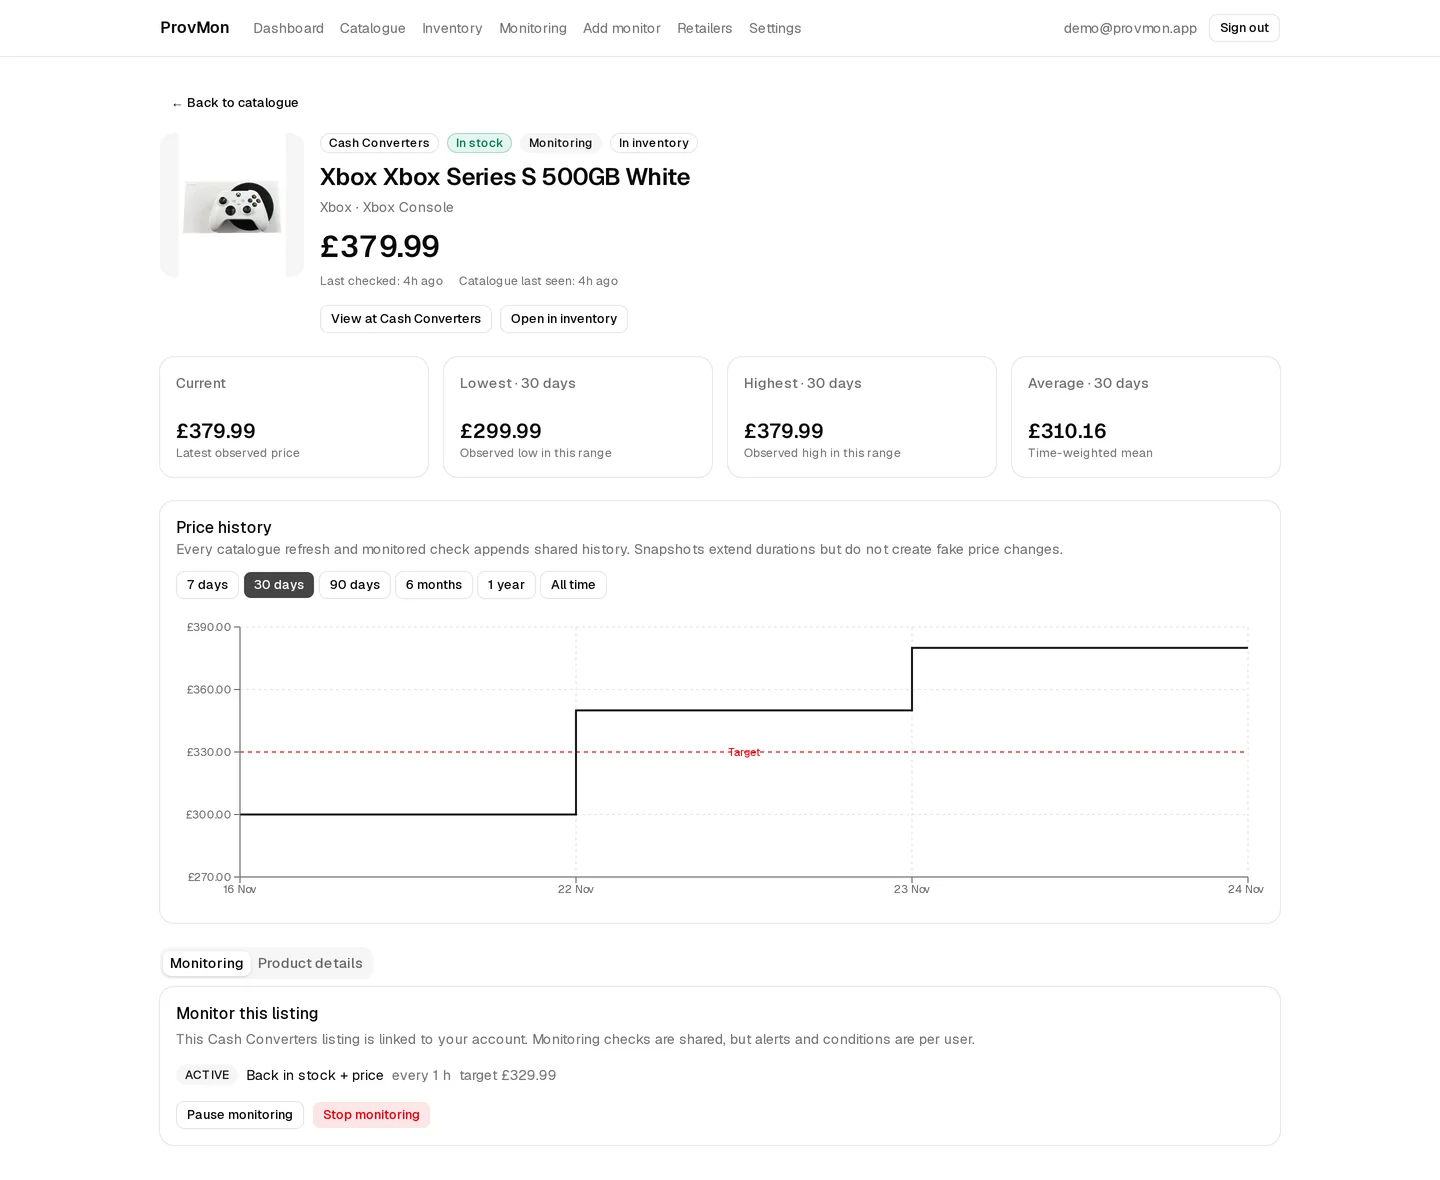 ProvMon Dashboard Catalogue Inventory Monitoring Add monitor Retailers Settings demo@provmon.app Sign out
← Back to catalogue
Cash Converters In stock Monitoring In inventory
Xbox Xbox Series S 500GB White
Xbox · Xbox Console
£379.99
Last checked: 4h ago Catalogue last seen: 4h ago
View at Cash Converters Open in inventory
Current
£379.99
Latest observed price
Lowest · 30 days
£299.99
Observed low in this range
Highest · 30 days
£379.99
Observed high in this range
Average · 30 days
£310.16
Time-weighted mean
Price history
Every catalogue refresh and monitored check appends shared history. Snapshots extend durations but do not create fake price changes.
7 days 30 days 90 days 6 months 1 year All time
£390.00
£360.00
£330.00
Target
£300.00
£270.00
16 Nov 22 Nov 23 Nov 24 Nov
Monitoring Product details
Monitor this listing
This Cash Converters listing is linked to your account. Monitoring checks are shared, but alerts and conditions are per user.
ACTIVE Back in stock + price every 1 h target £329.99
Pause monitoring Stop monitoring